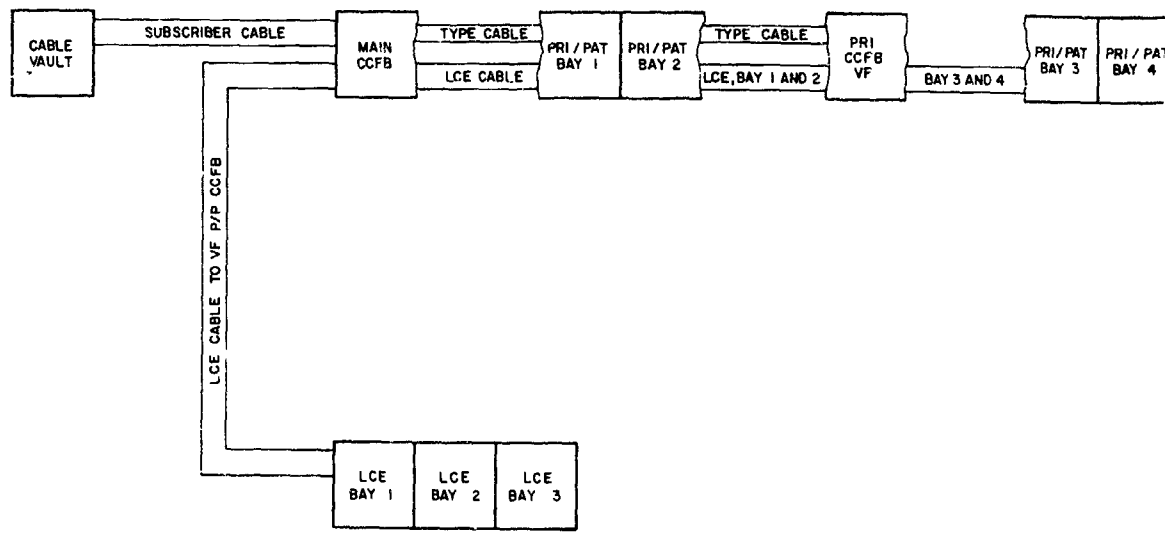 CABLE
VAULT
SUBSCRIBER CABLE
MAIN
CCFB
TYPE CABLE
LCE CABLE
PRI/PAT
BAY 1
PRI/PAT
BAY 2
TYPE CABLE
LCE, BAY 1 AND 2
PRI
CCFB
VF
BAY 3 AND 4
PRI/PAT
BAY 3
PRI/PAT
BAY 4
LCE CABLE TO VF P/P CCFB
LCE
BAY 1
LCE
BAY 2
LCE
BAY 3